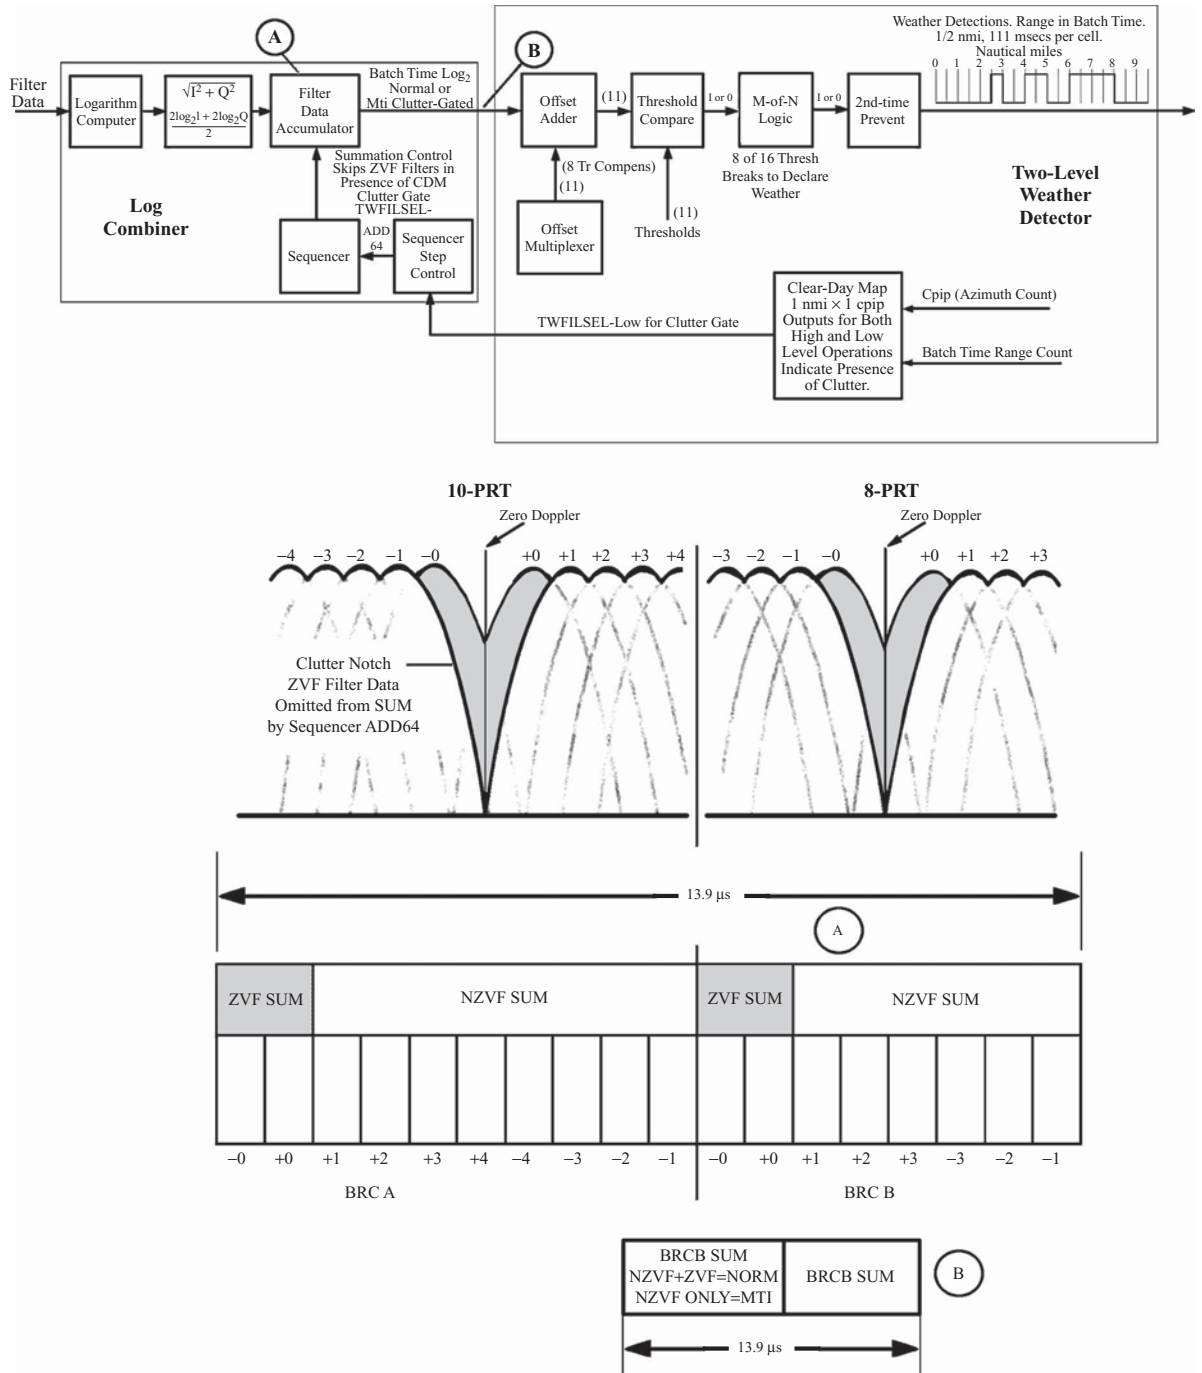 Weather Detections. Range in Batch Time.
1/2 nmi, 111 msecs per cell.
Nautical miles
0 1 2 3 4 5 6 7 8 9
A
B
Filter
Data
Logarithm
Computer
√I² + Q²
2log₂I + 2log₂Q
2
Filter
Data
Accumulator
Batch Time Log₂
Normal or
Mti Clutter-Gated
Offset
Adder
(11)
Threshold
Compare
1 or 0
M-of-N
Logic
1 or 0
2nd-time
Prevent
Summation Control
Skips ZVF Filters in
Presence of CDM
Clutter Gate
TWFILSEL-
(8 Tr Compens)
(11)
8 of 16 Thresh
Breaks to Declare
Weather
Two-Level
Weather
Detector
Log
Combiner
Sequencer
ADD
64
Sequencer
Step
Control
Offset
Multiplexer
(11)
Thresholds
Clear-Day Map
1 nmi × 1 cpip
Outputs for Both
High and Low
Level Operations
Indicate Presence
of Clutter.
Cpip (Azimuth Count)
TWFILSEL-Low for Clutter Gate
Batch Time Range Count
10-PRT
8-PRT
Zero Doppler
Zero Doppler
−4 −3 −2 −1 −0 +0 +1 +2 +3 +4
−3 −2 −1 −0 +0 +1 +2 +3
Clutter Notch
ZVF Filter Data
Omitted from SUM
by Sequencer ADD64
13.9 µs
A
ZVF SUM
NZVF SUM
ZVF SUM
NZVF SUM
−0 +0 +1 +2 +3 +4 −4 −3 −2 −1
−0 +0 +1 +2 +3 −3 −2 −1
BRC A
BRC B
BRCB SUM
NZVF+ZVF=NORM
NZVF ONLY=MTI
BRCB SUM
B
13.9 µs